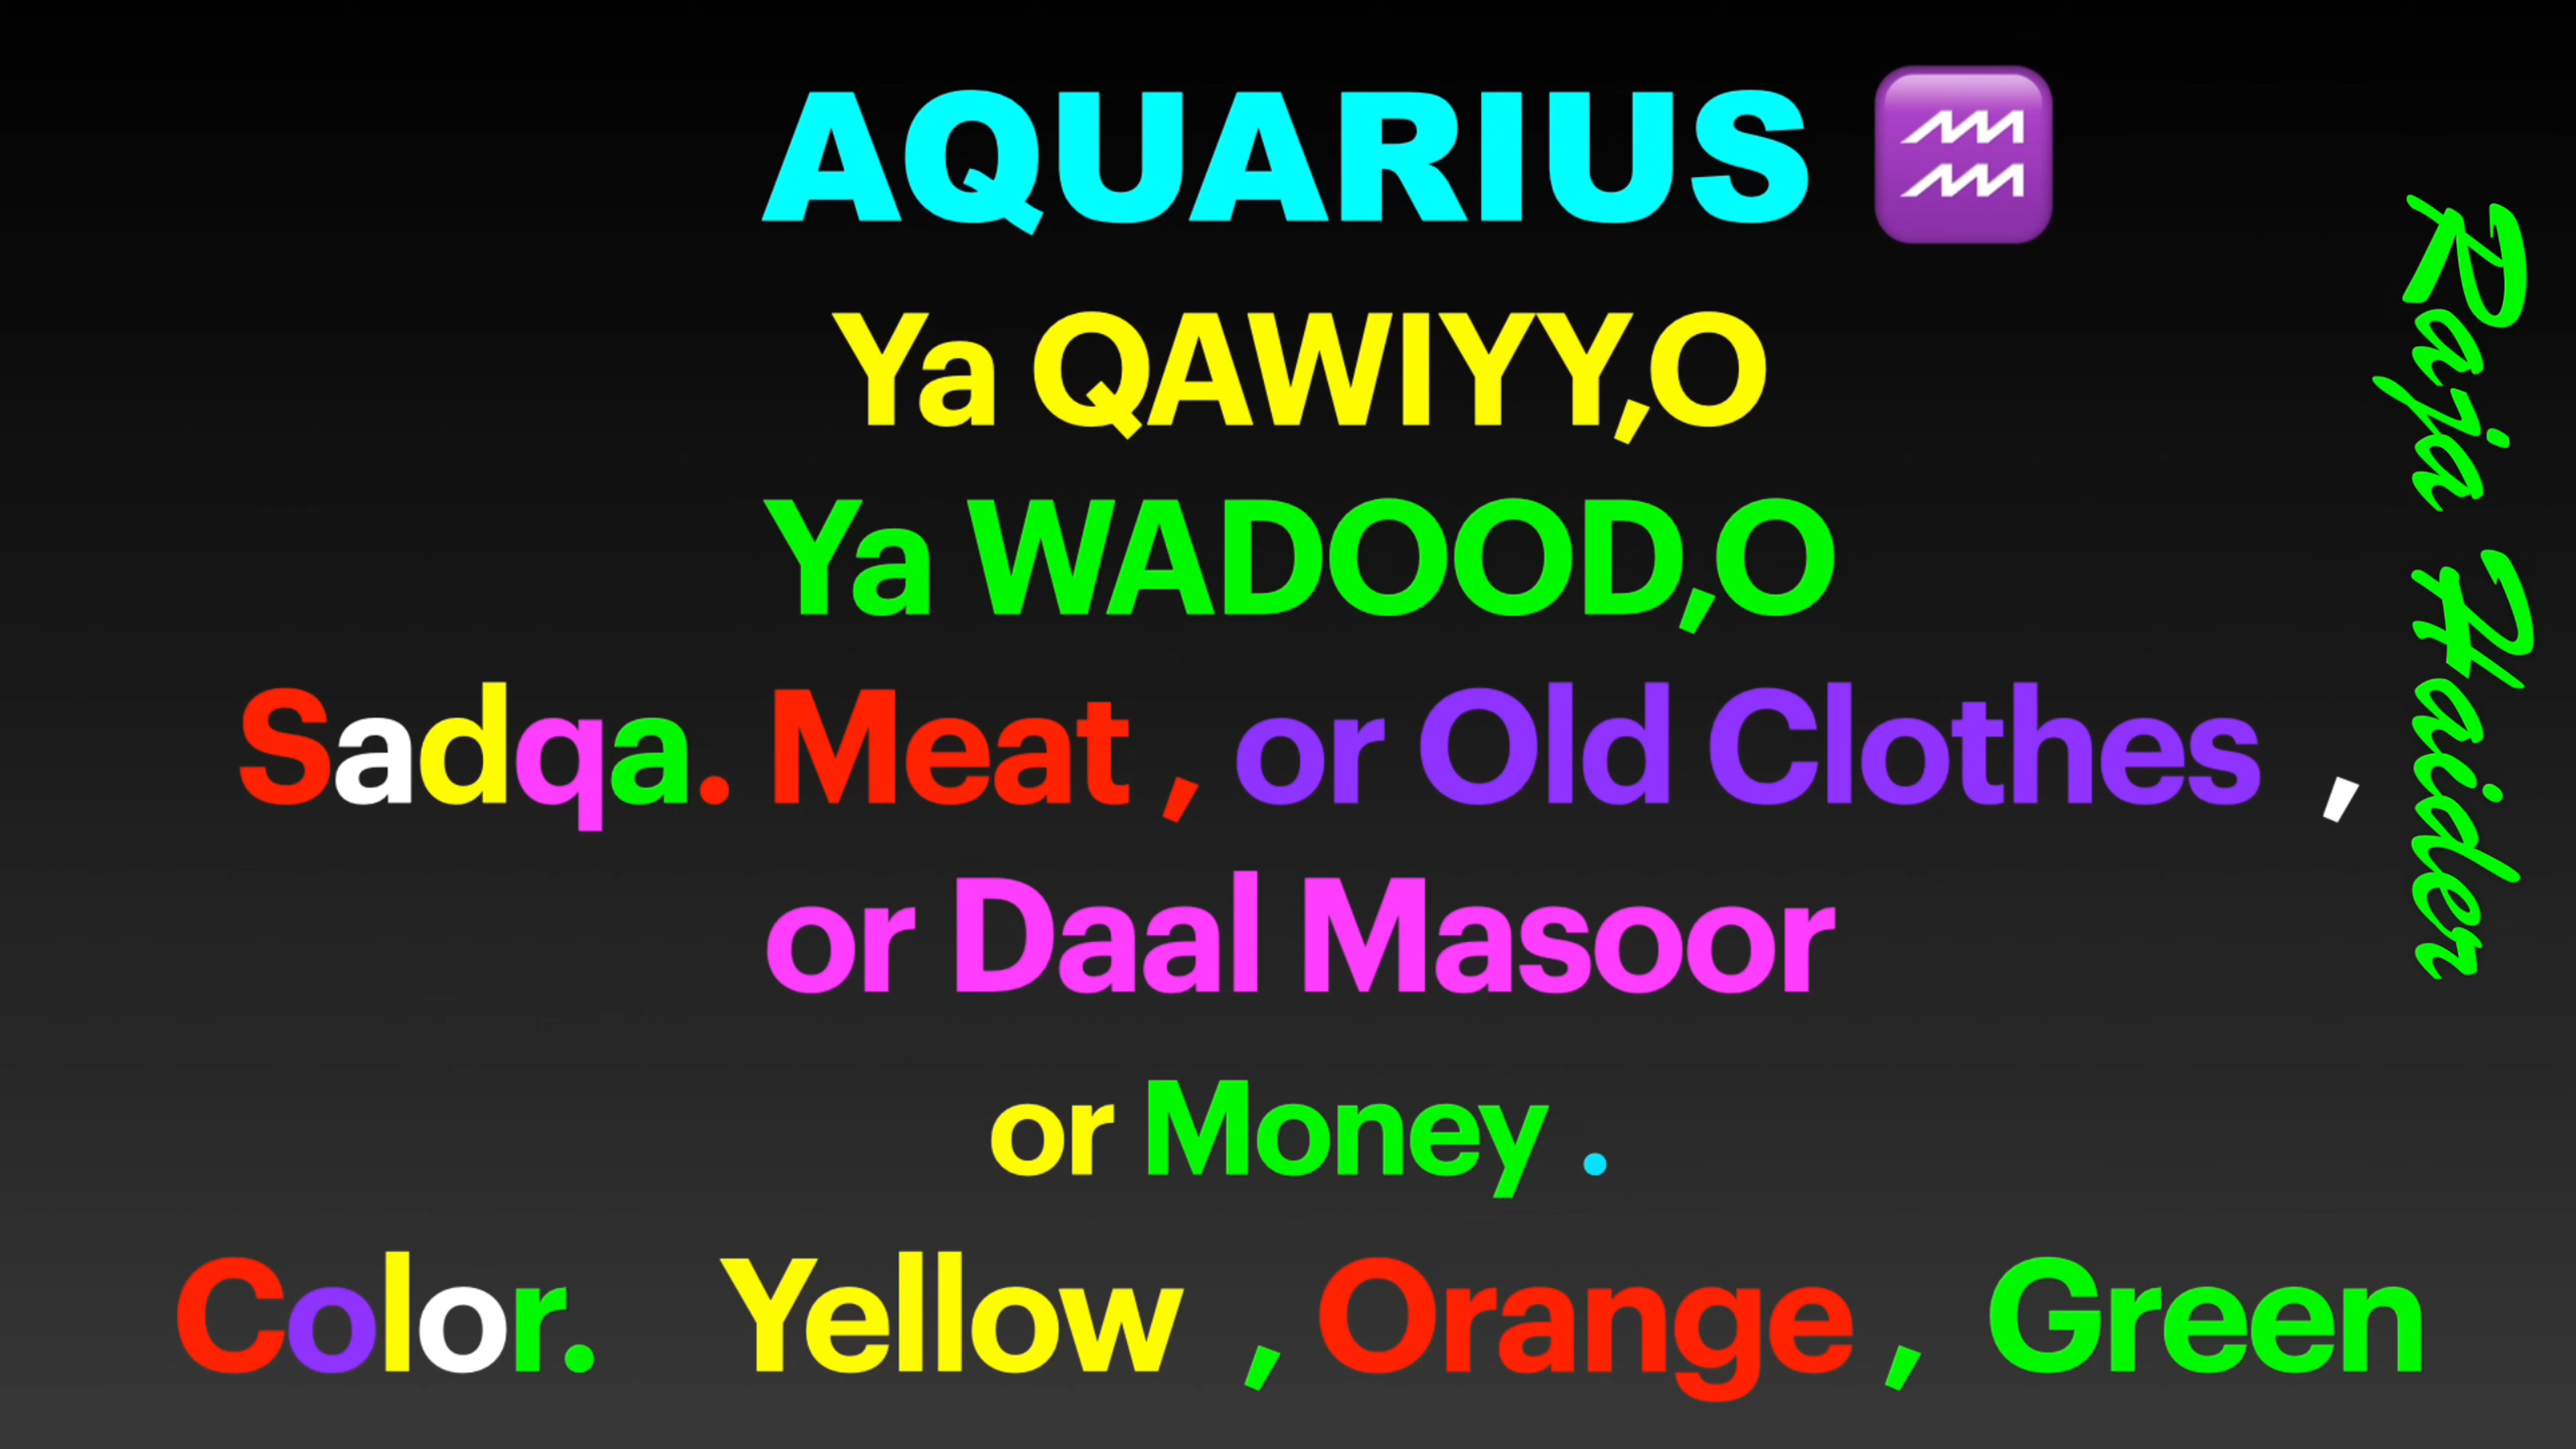 AQUARIUS ♒
Ya QAWIYY,O
Ya WADOOD,O
Sadqa. Meat , or Old Clothes ,
or Daal Masoor
or Money .
Color. Yellow , Orange , Green
Raja Haider